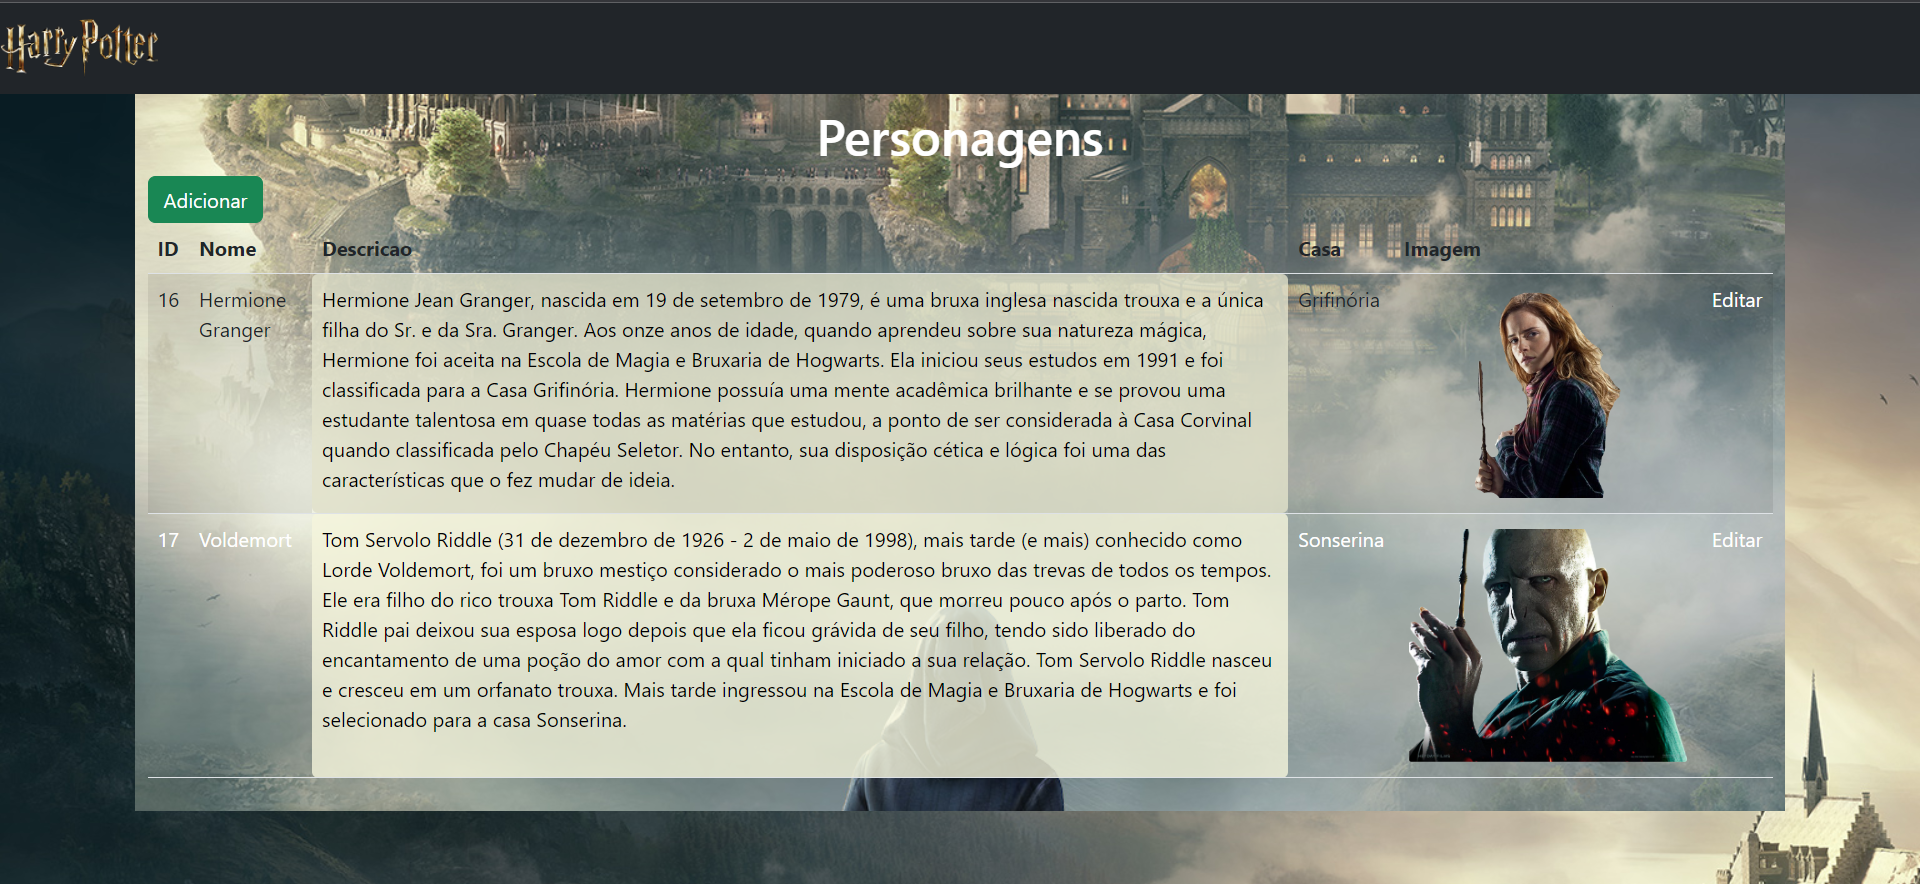 Harry Potter
Personagens
Adicionar
ID Nome Descricao Casa Imagem
16 Hermione Granger
Hermione Jean Granger, nascida em 19 de setembro de 1979, é uma bruxa inglesa nascida trouxa e a única
filha do Sr. e da Sra. Granger. Aos onze anos de idade, quando aprendeu sobre sua natureza mágica,
Hermione foi aceita na Escola de Magia e Bruxaria de Hogwarts. Ela iniciou seus estudos em 1991 e foi
classificada para a Casa Grifinória. Hermione possuía uma mente acadêmica brilhante e se provou uma
estudante talentosa em quase todas as matérias que estudou, a ponto de ser considerada à Casa Corvinal
quando classificada pelo Chapéu Seletor. No entanto, sua disposição cética e lógica foi uma das
características que o fez mudar de ideia.
Grifinória
Editar
17 Voldemort
Tom Servolo Riddle (31 de dezembro de 1926 - 2 de maio de 1998), mais tarde (e mais) conhecido como
Lorde Voldemort, foi um bruxo mestiço considerado o mais poderoso bruxo das trevas de todos os tempos.
Ele era filho do rico trouxa Tom Riddle e da bruxa Mérope Gaunt, que morreu pouco após o parto. Tom
Riddle pai deixou sua esposa logo depois que ela ficou grávida de seu filho, tendo sido liberado do
encantamento de uma poção do amor com a qual tinham iniciado a sua relação. Tom Servolo Riddle nasceu
e cresceu em um orfanato trouxa. Mais tarde ingressou na Escola de Magia e Bruxaria de Hogwarts e foi
selecionado para a casa Sonserina.
Sonserina
Editar